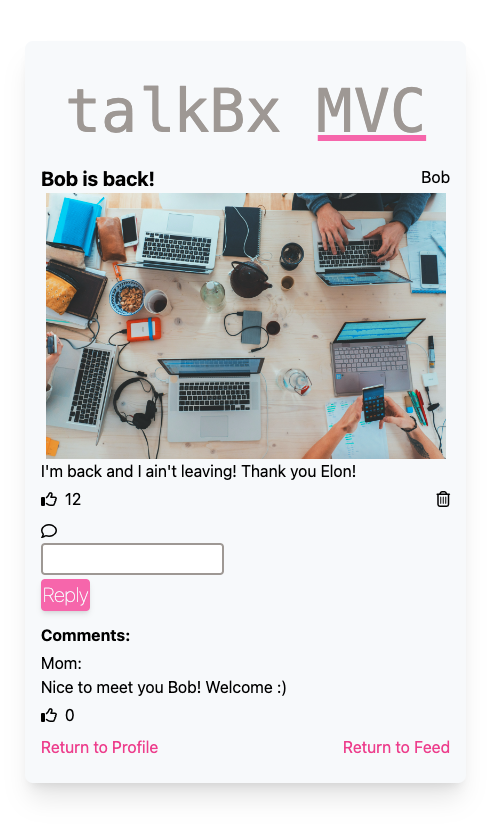 talkBx MVC
Bob is back!
Bob
I'm back and I ain't leaving! Thank you Elon!
12
Reply
Comments:
Mom:
Nice to meet you Bob! Welcome :)
0
Return to Profile
Return to Feed